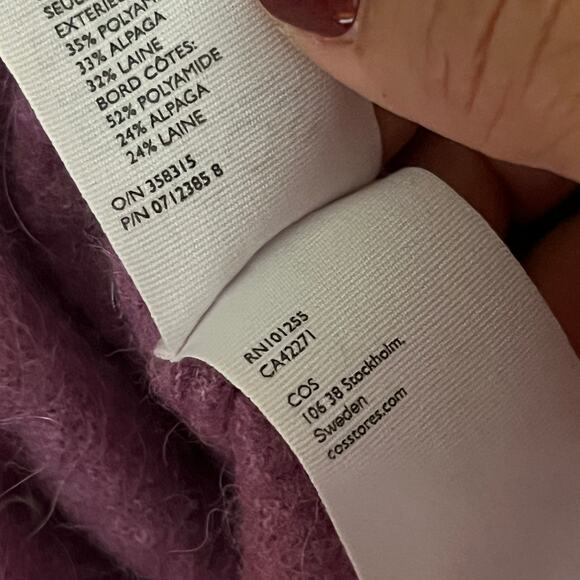 35% POLYAM
33% ALPAGA
32% LAINE
BORD CÔTES:
52% POLYAMIDE
24% ALPAGA
24% LAINE
O/N 358315
P/N 0712385 8
RN101255
CA42271
COS
106 38 Stockholm.
Sweden
cosstores.com